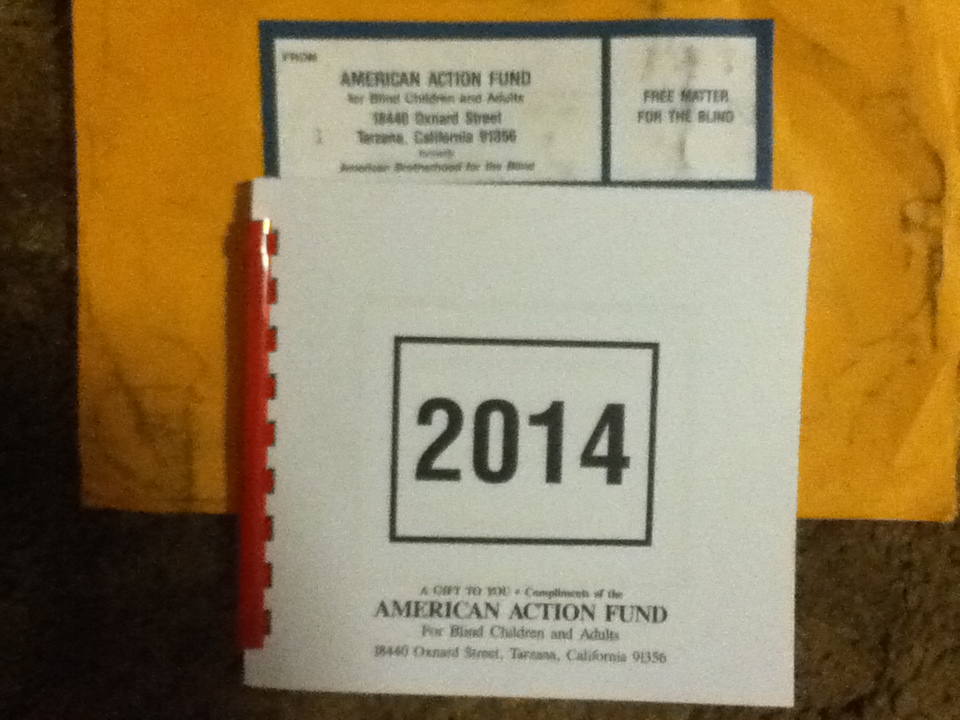 FROM
AMERICAN ACTION FUND
for Blind Children and Adults
18440 Oxnard Street
Tarzana, California 91356
formerly
American Brotherhood for the Blind
FREE MATTER
FOR THE BLIND
2014
A GIFT TO YOU • Compliments of the
AMERICAN ACTION FUND
For Blind Children and Adults
18440 Oxnard Street, Tarzana, California 91356